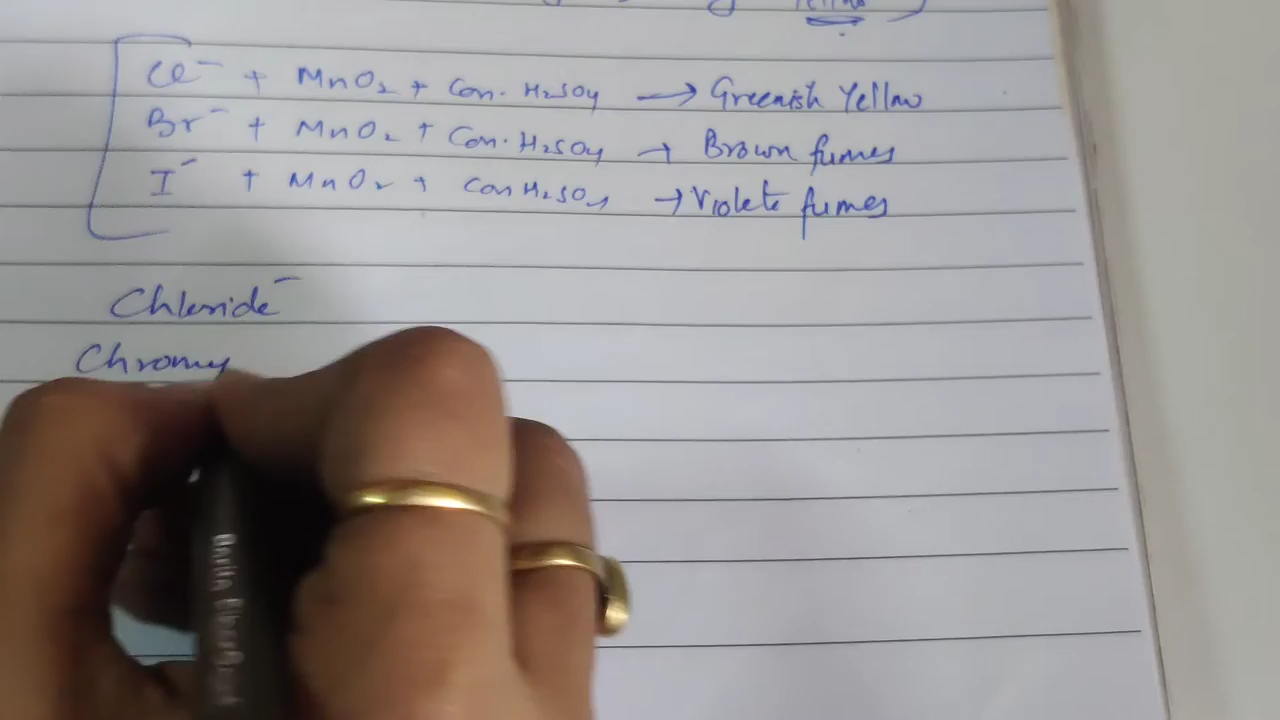 Yellow
Cl⁻ + MnO₂ + Con. H₂SO₄ → Greenish Yellow
Br⁻ + MnO₂ + Con. H₂SO₄ → Brown fumes
I⁻ + MnO₂ + Con H₂SO₄ → Violete fumes
Chloride⁻
Chromy